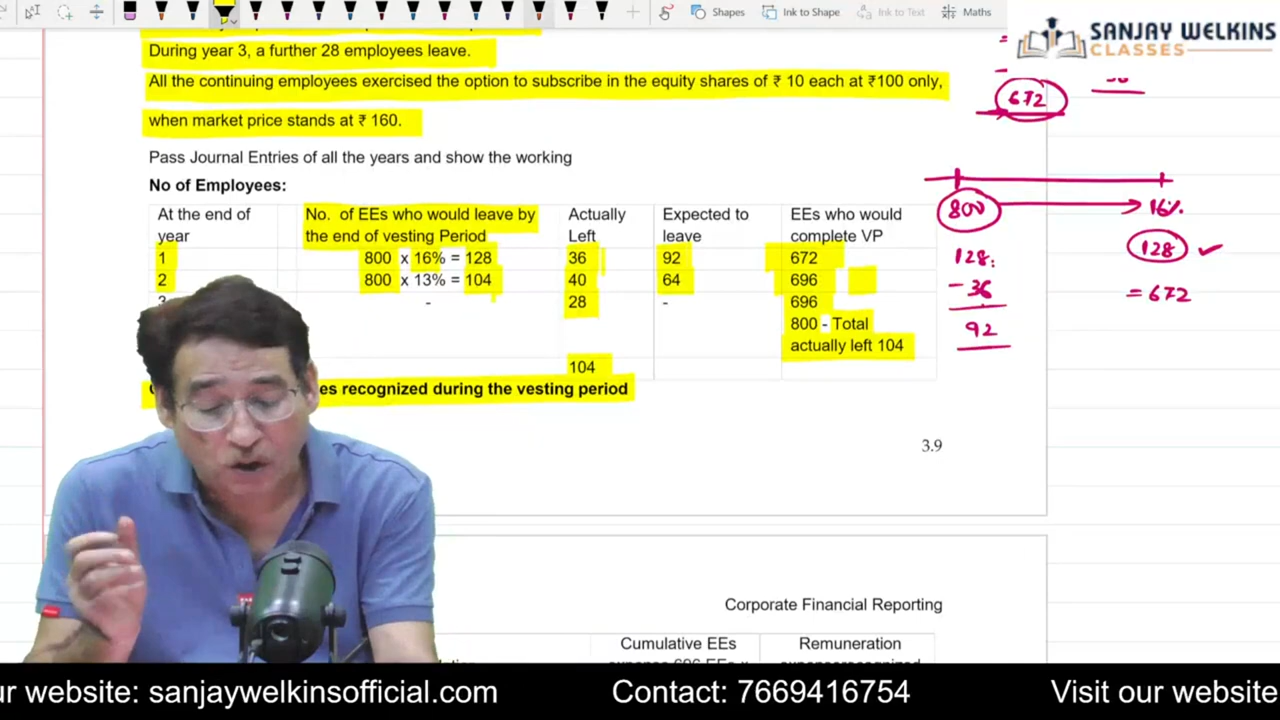 Shapes
Ink to Shape
Ink to Text
Maths
SANJAY WELKINS
CLASSES
During year 3, a further 28 employees leave.
All the continuing employees exercised the option to subscribe in the equity shares of ₹ 10 each at ₹100 only,
when market price stands at ₹ 160.
672
Pass Journal Entries of all the years and show the working
No of Employees:
At the end of year
No. of EEs who would leave by the end of vesting Period
Actually Left
Expected to leave
EEs who would complete VP
1 800 x 16% = 128 36 92 672
2 800 x 13% = 104 40 64 696
- 28 - 696
800 - Total
actually left 104
104
es recognized during the vesting period
800 16%
128 ✓
= 672
128
- 36
92
3.9
Corporate Financial Reporting
Cumulative EEs
Remuneration
ur website: sanjaywelkinsofficial.com Contact: 7669416754 Visit our website